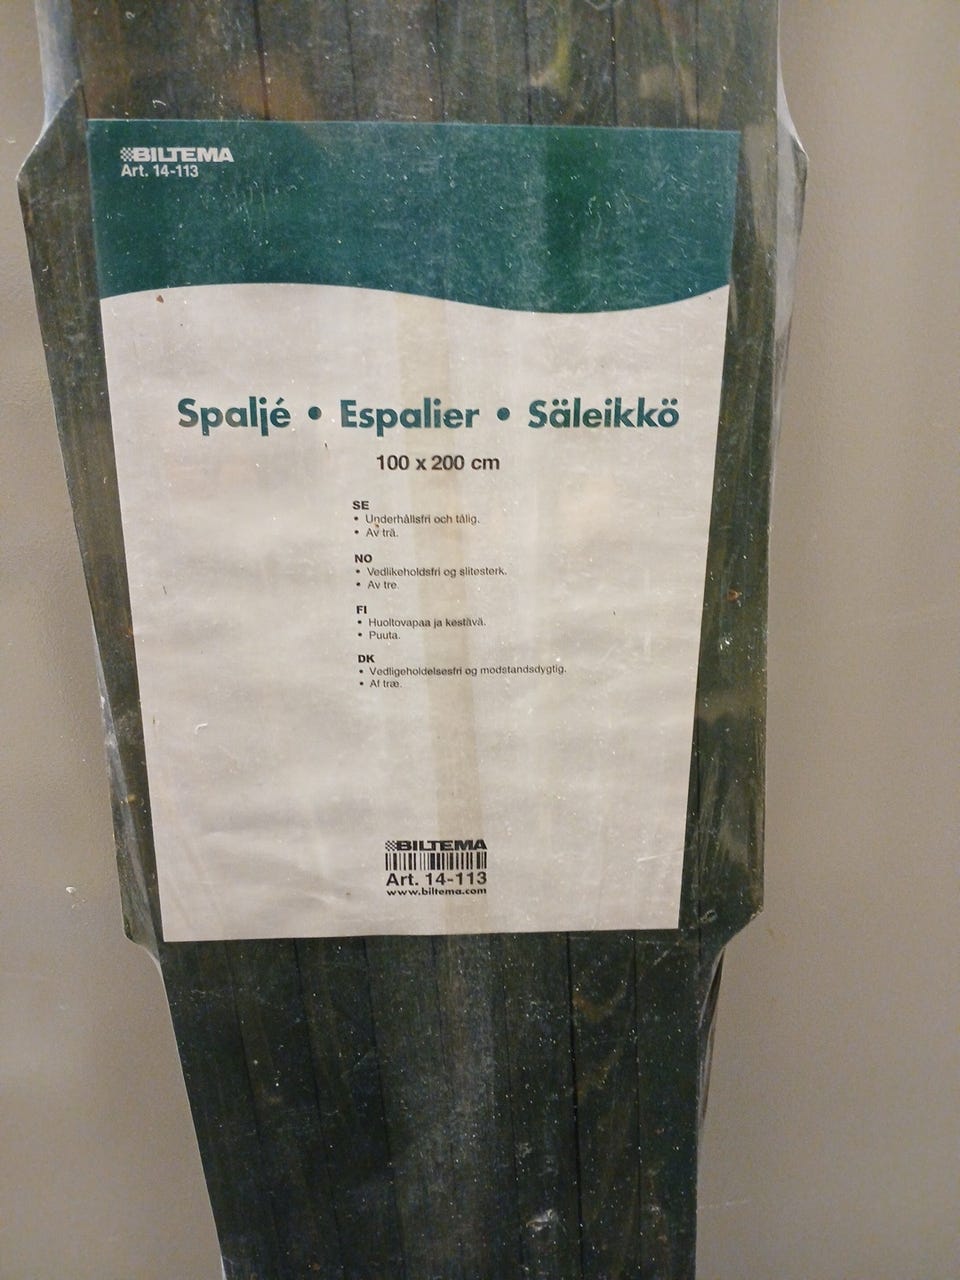 BILTEMA
Art. 14-113
Spaljé • Espalier • Säleikkö
100 x 200 cm
SE
• Underhållsfri och tålig.
• Av trä.
NO
• Vedlikeholdsfri og slitesterk.
• Av tre.
FI
• Huoltovapaa ja kestävä.
• Puuta.
DK
• Vedligeholdelsesfri og modstandsdygtig.
• Af træ.
BILTEMA
Art. 14-113
www.biltema.com